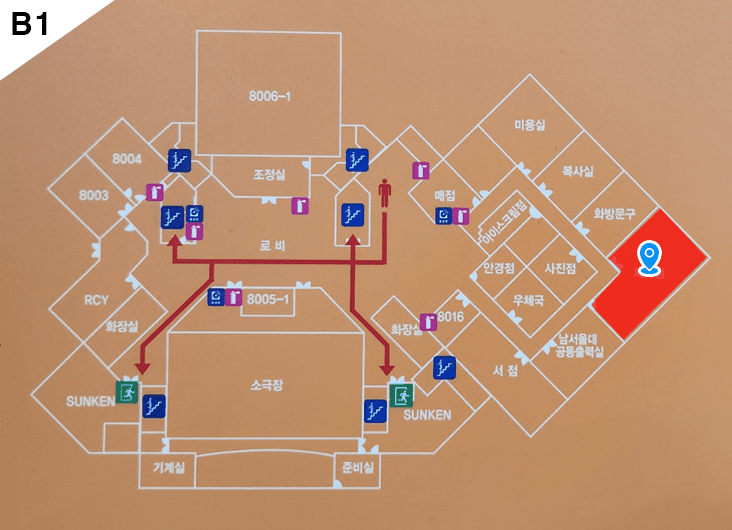 B1
8006-1
미용실
8004
복사실
조정실
8003
매점
화방문구
아이스크림점
로 비
안경점
사진점
RCY
8005-1
우체국
화장실
화장실
8016
남서울대
공동출력실
서 점
소극장
SUNKEN
SUNKEN
기계실
준비실